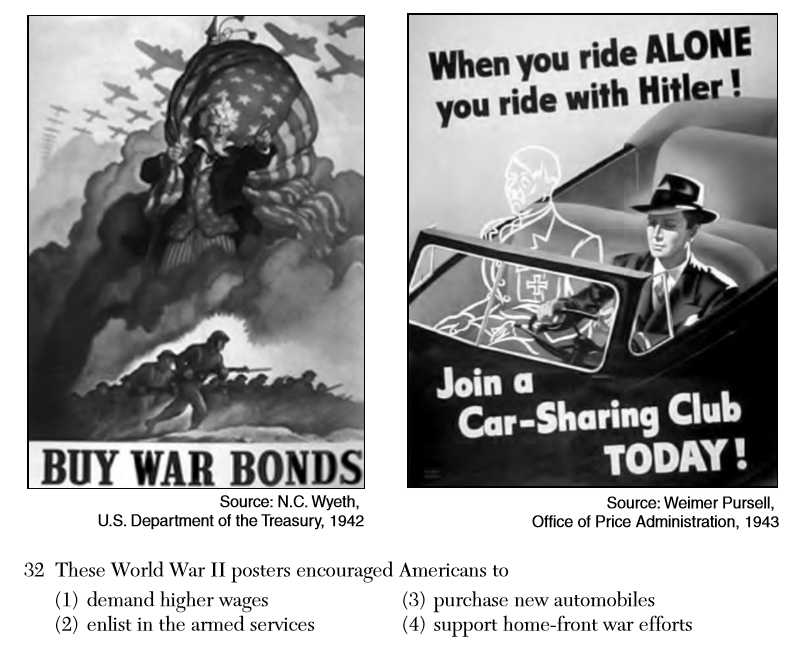 BUY WAR BONDS
Source: N.C. Wyeth,
U.S. Department of the Treasury, 1942
When you ride ALONE
you ride with Hitler !
Join a
Car-Sharing Club
TODAY!
Source: Weimer Pursell,
Office of Price Administration, 1943
32 These World War II posters encouraged Americans to
(1) demand higher wages
(2) enlist in the armed services
(3) purchase new automobiles
(4) support home-front war efforts